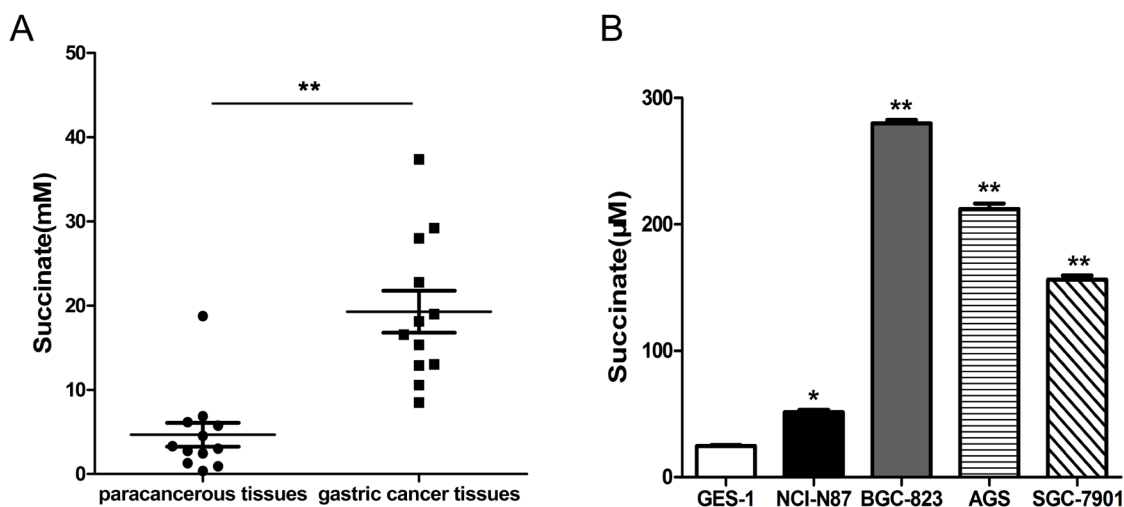 A
50
40
30
20
10
0
Succinate(mM)
**
paracancerous tissues gastric cancer tissues
B
300
200
100
0
Succinate(μM)
*
**
**
**
GES-1 NCI-N87 BGC-823 AGS SGC-7901